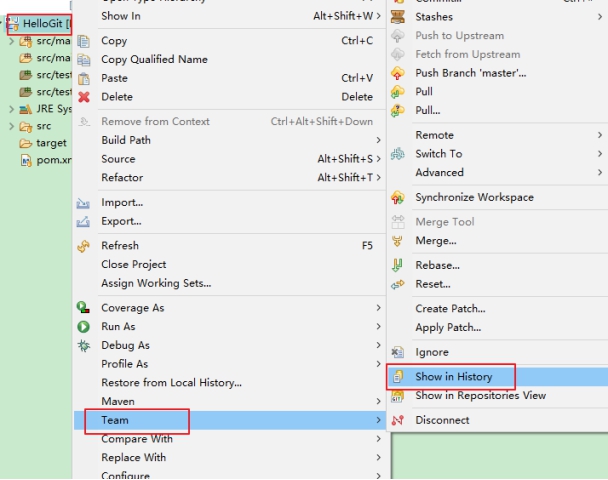 HelloGit [
src/ma
src/ma
src/test
src/test
JRE Sys
src
target
pom.xm
Show In Alt+Shift+W
Copy Ctrl+C
Copy Qualified Name
Paste Ctrl+V
Delete Delete
Remove from Context Ctrl+Alt+Shift+Down
Build Path
Source Alt+Shift+S
Refactor Alt+Shift+T
Import...
Export...
Refresh F5
Close Project
Assign Working Sets...
Coverage As
Run As
Debug As
Profile As
Restore from Local History...
Maven
Team
Compare With
Replace With
Configure
Stashes
Push to Upstream
Fetch from Upstream
Push Branch 'master'...
Pull
Pull...
Remote
Switch To
Advanced
Synchronize Workspace
Merge Tool
Merge...
Rebase...
Reset...
Create Patch...
Apply Patch...
Ignore
Show in History
Show in Repositories View
Disconnect